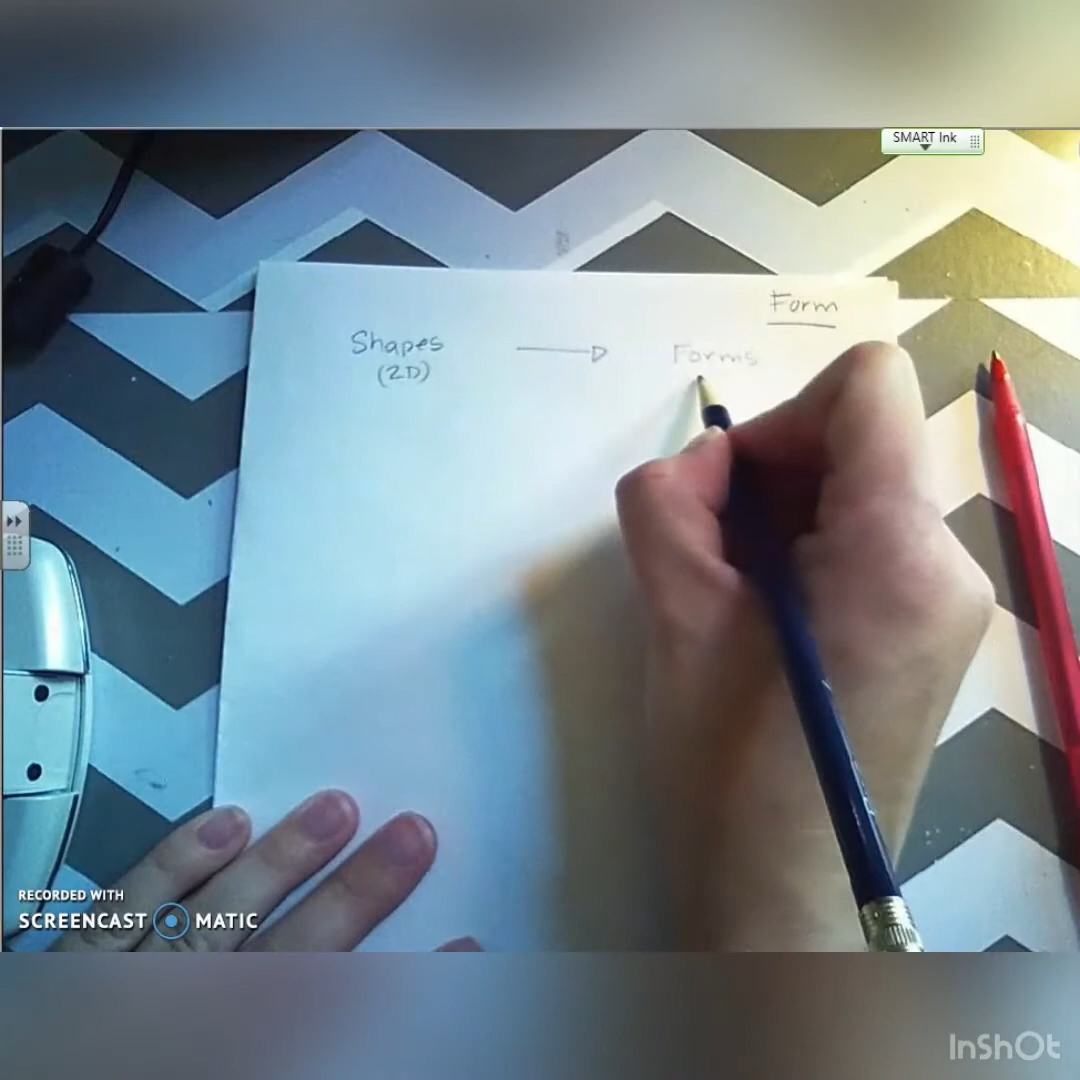 SMART Ink
Form
Shapes → Forms
(2D)
RECORDED WITH
SCREENCAST MATIC
InShOt